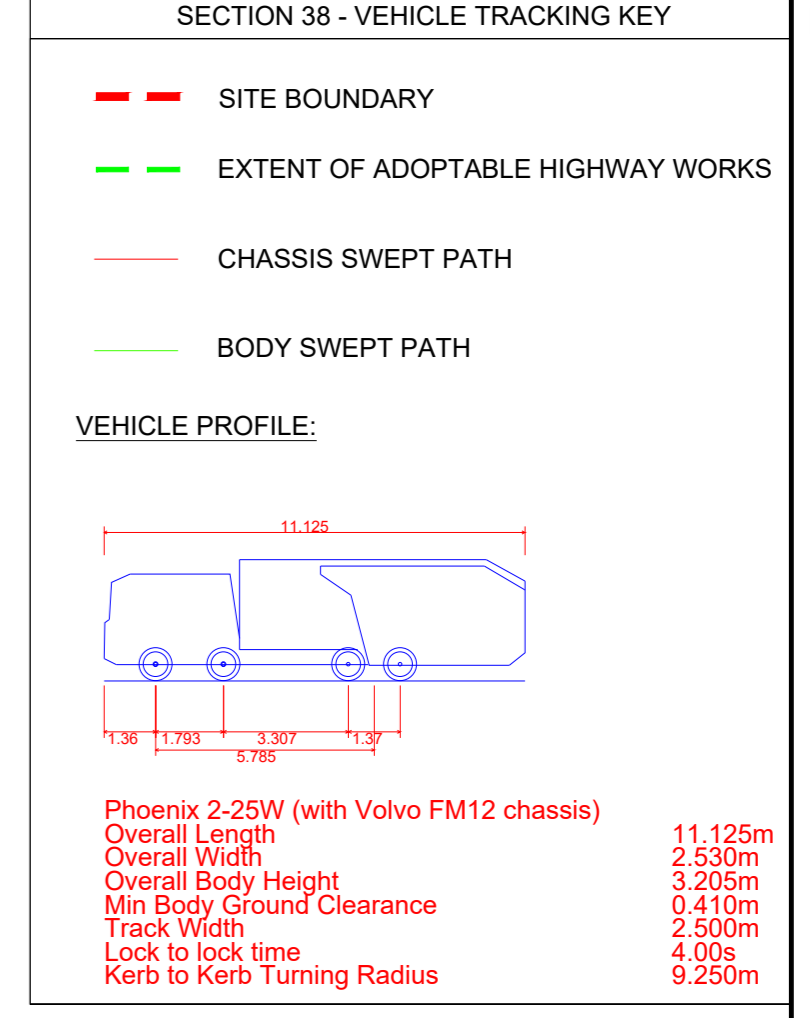 SECTION 38 - VEHICLE TRACKING KEY
SITE BOUNDARY
EXTENT OF ADOPTABLE HIGHWAY WORKS
CHASSIS SWEPT PATH
BODY SWEPT PATH
VEHICLE PROFILE:
11.125
1.36 1.793 3.307 1.37
5.785
Phoenix 2-25W (with Volvo FM12 chassis)
Overall Length 11.125m
Overall Width 2.530m
Overall Body Height 3.205m
Min Body Ground Clearance 0.410m
Track Width 2.500m
Lock to lock time 4.00s
Kerb to Kerb Turning Radius 9.250m